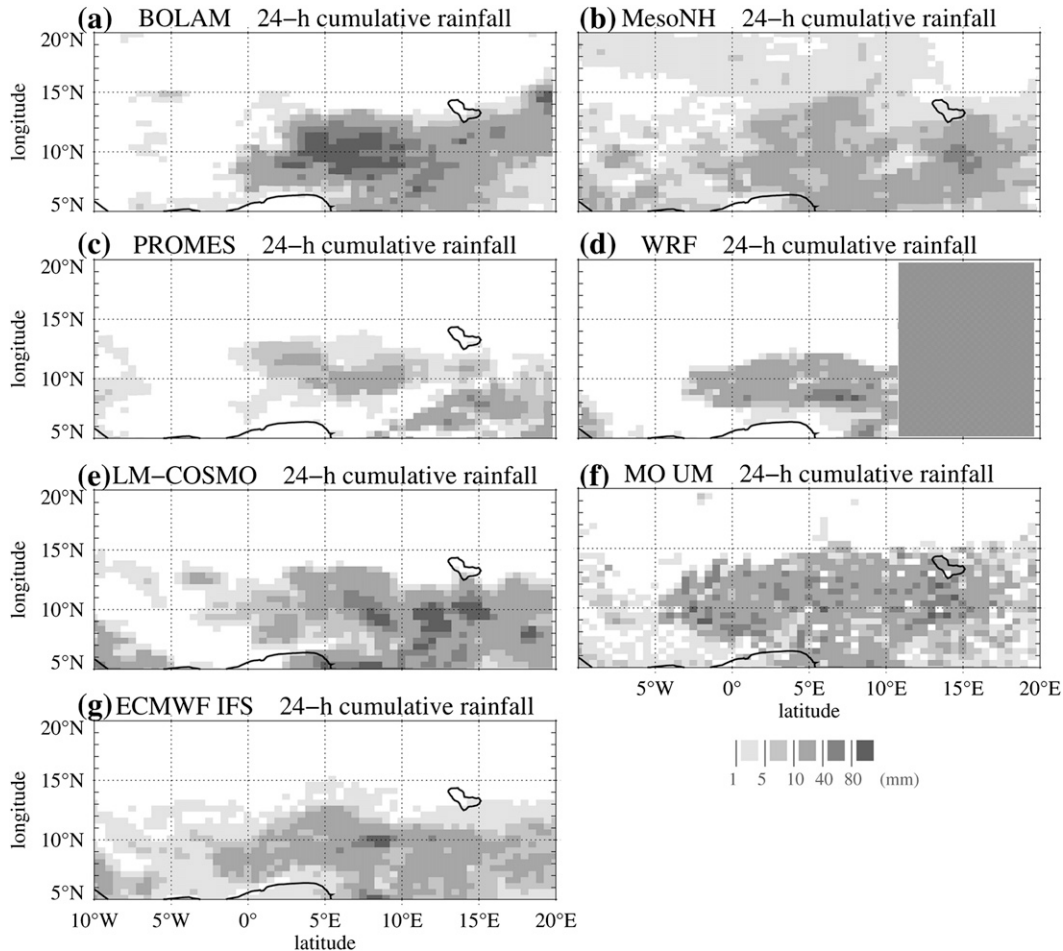 (a) BOLAM 24−h cumulative rainfall
(b) MesoNH 24−h cumulative rainfall
20°N
15°N
longitude
10°N
5°N
(c) PROMES 24−h cumulative rainfall
(d) WRF 24−h cumulative rainfall
20°N
15°N
longitude
10°N
5°N
(e) LM−COSMO 24−h cumulative rainfall
(f) MO UM 24−h cumulative rainfall
20°N
15°N
longitude
10°N
5°N
5°W 0° 5°E 10°E 15°E 20°E
latitude
(g) ECMWF IFS 24−h cumulative rainfall
20°N
15°N
longitude
10°N
5°N
10°W 5°W 0° 5°E 10°E 15°E 20°E
latitude
1 5 10 40 80 (mm)